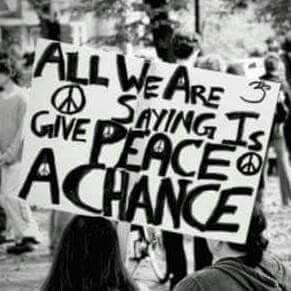 ALL WE ARE
SAYING IS
GIVE PEACE
A CHANCE